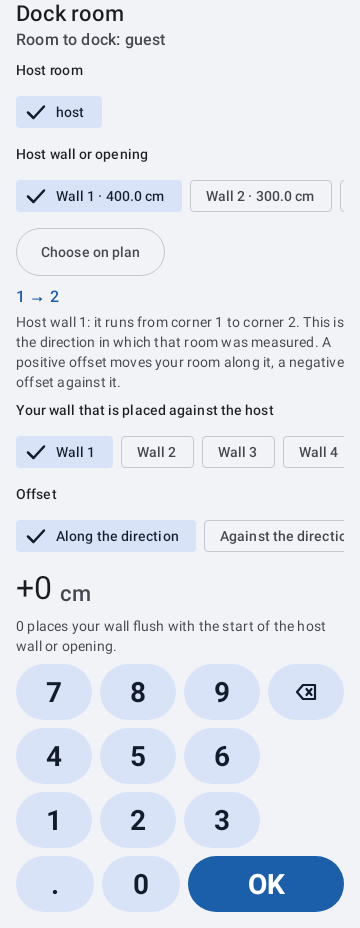 Dock room
Room to dock: guest
Host room
host
Host wall or opening
Wall 1 · 400.0 cm
Wall 2 · 300.0 cm
Choose on plan
1 → 2
Host wall 1: it runs from corner 1 to corner 2. This is
the direction in which that room was measured. A
positive offset moves your room along it, a negative
offset against it.
Your wall that is placed against the host
Wall 1
Wall 2
Wall 3
Wall 4
Offset
Along the direction
Against the directio
+0 cm
0 places your wall flush with the start of the host
wall or opening.
7 8 9
4 5 6
1 2 3
. 0 OK